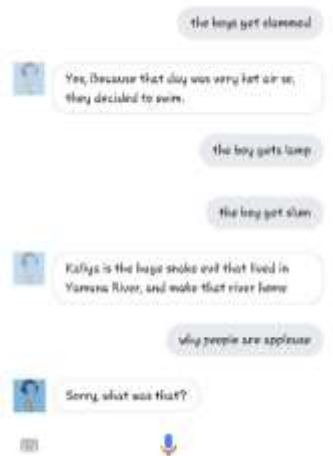 the boys get slammed
Yes, Because that day was very hot air so,
they decided to swim.
the boy gets lamp
the boy got slam
Kaliya is the huge snake evil that lived in
Yamuna River, and make that river home
why people are applause
Sorry, what was that?